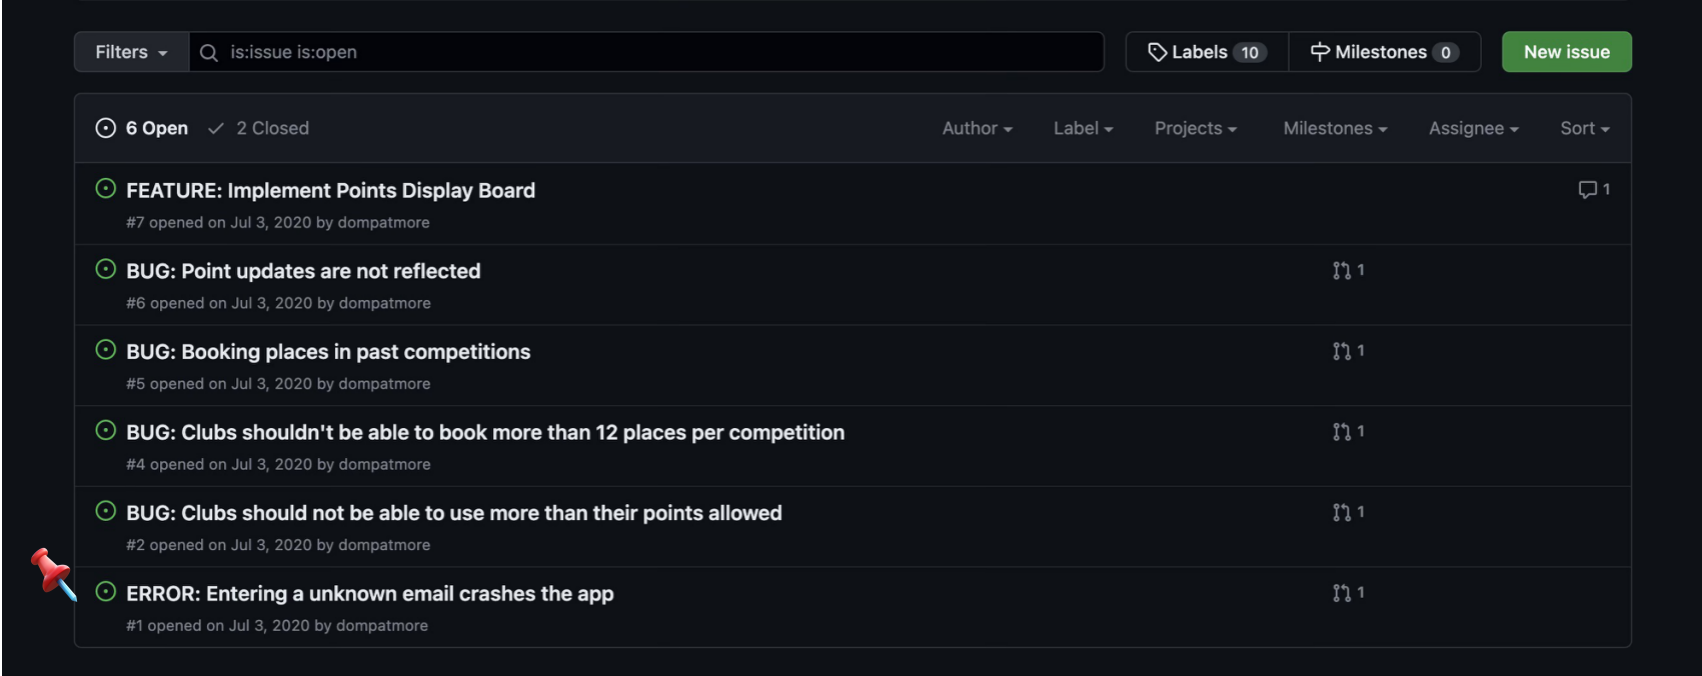 Filters is:issue is:open Labels 10 Milestones 0 New issue
6 Open 2 Closed Author Label Projects Milestones Assignee Sort
FEATURE: Implement Points Display Board 1
#7 opened on Jul 3, 2020 by dompatmore
BUG: Point updates are not reflected 1
#6 opened on Jul 3, 2020 by dompatmore
BUG: Booking places in past competitions 1
#5 opened on Jul 3, 2020 by dompatmore
BUG: Clubs shouldn't be able to book more than 12 places per competition 1
#4 opened on Jul 3, 2020 by dompatmore
BUG: Clubs should not be able to use more than their points allowed 1
#2 opened on Jul 3, 2020 by dompatmore
ERROR: Entering a unknown email crashes the app 1
#1 opened on Jul 3, 2020 by dompatmore